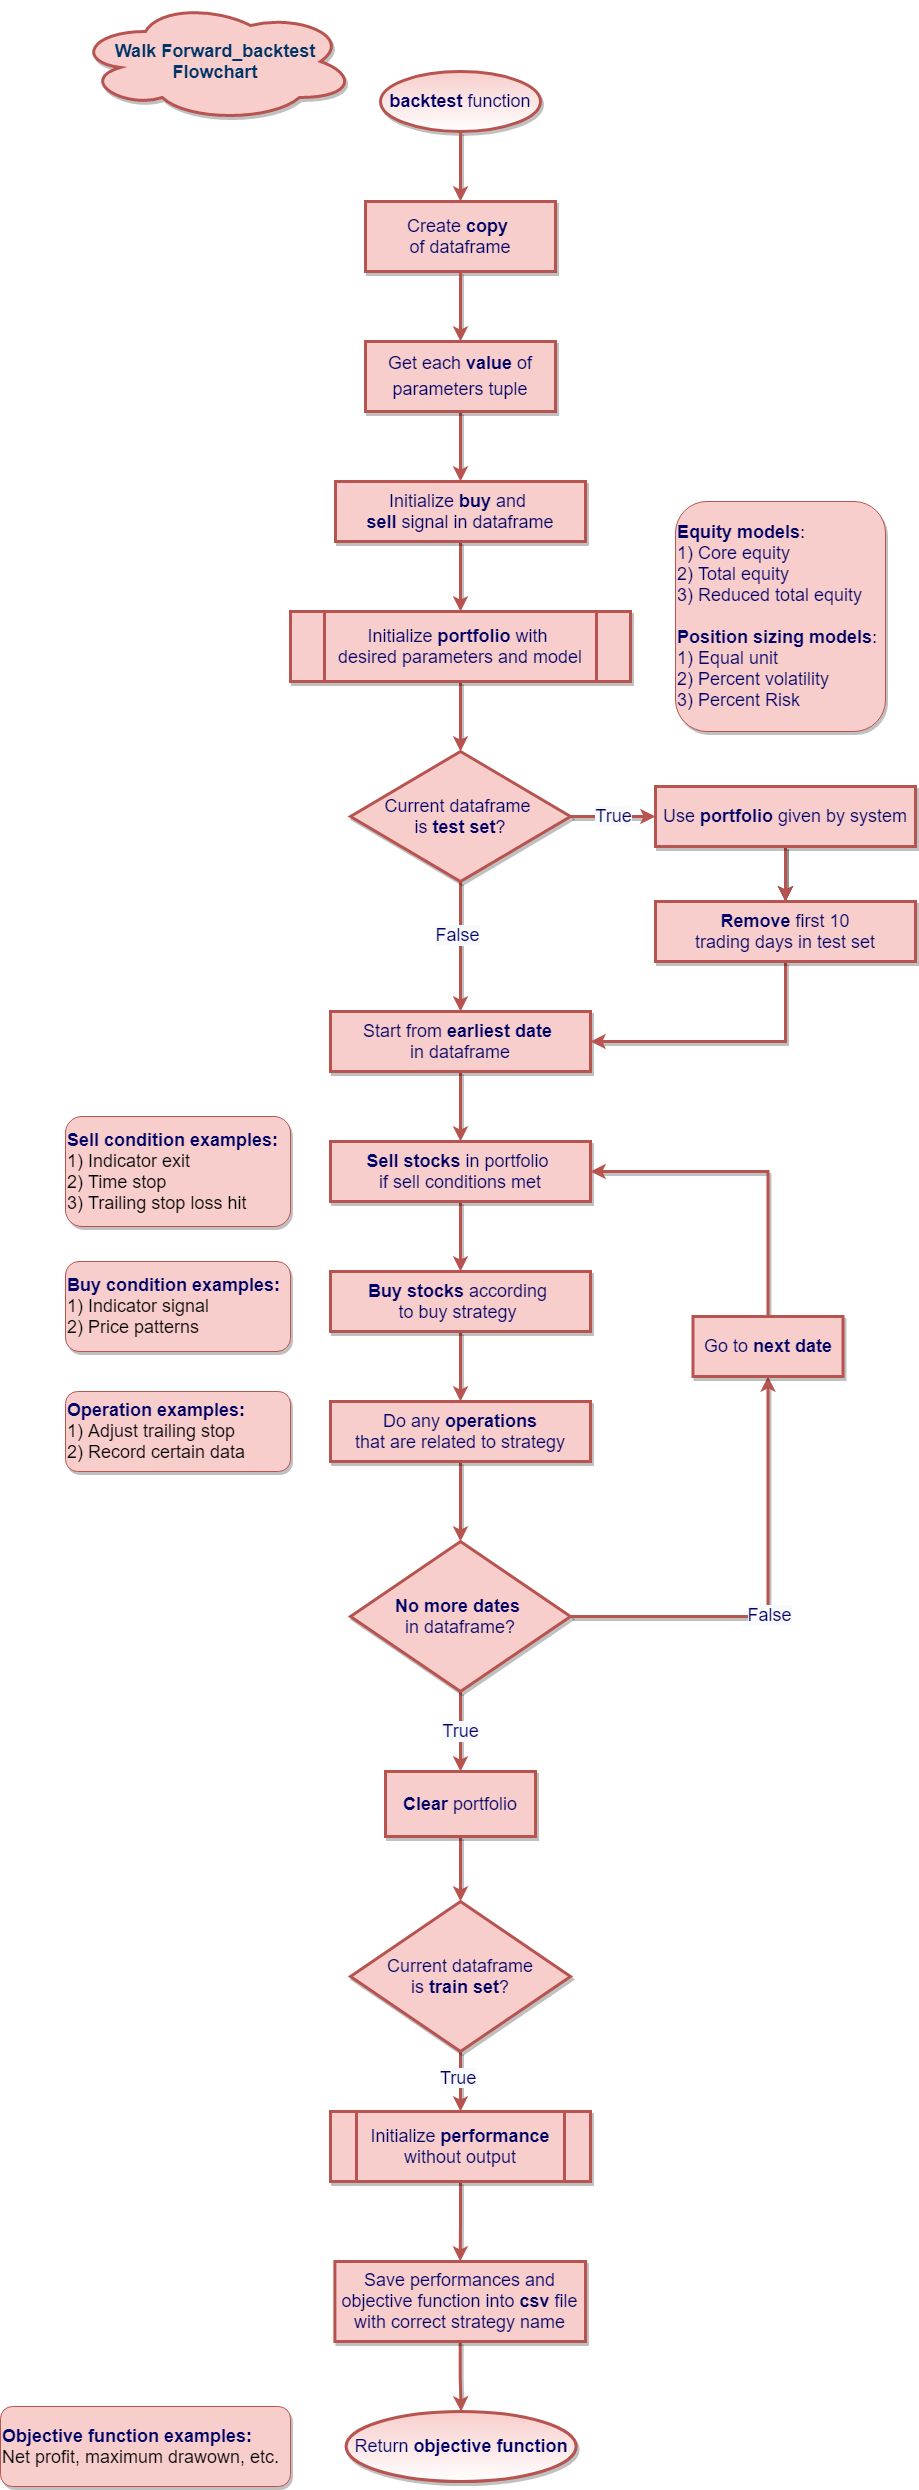 Walk Forward_backtest
Flowchart
backtest function
Create copy
of dataframe
Get each value of
parameters tuple
Initialize buy and
sell signal in dataframe
Equity models:
1) Core equity
2) Total equity
3) Reduced total equity
Position sizing models:
1) Equal unit
2) Percent volatility
3) Percent Risk
Initialize portfolio with
desired parameters and model
Current dataframe
is test set?
True
Use portfolio given by system
Remove first 10
trading days in test set
False
Start from earliest date
in dataframe
Sell condition examples:
1) Indicator exit
2) Time stop
3) Trailing stop loss hit
Sell stocks in portfolio
if sell conditions met
Buy condition examples:
1) Indicator signal
2) Price patterns
Buy stocks according
to buy strategy
Go to next date
Operation examples:
1) Adjust trailing stop
2) Record certain data
Do any operations
that are related to strategy
No more dates
in dataframe?
False
True
Clear portfolio
Current dataframe
is train set?
True
Initialize performance
without output
Save performances and
objective function into csv file
with correct strategy name
Objective function examples:
Net profit, maximum drawown, etc.
Return objective function